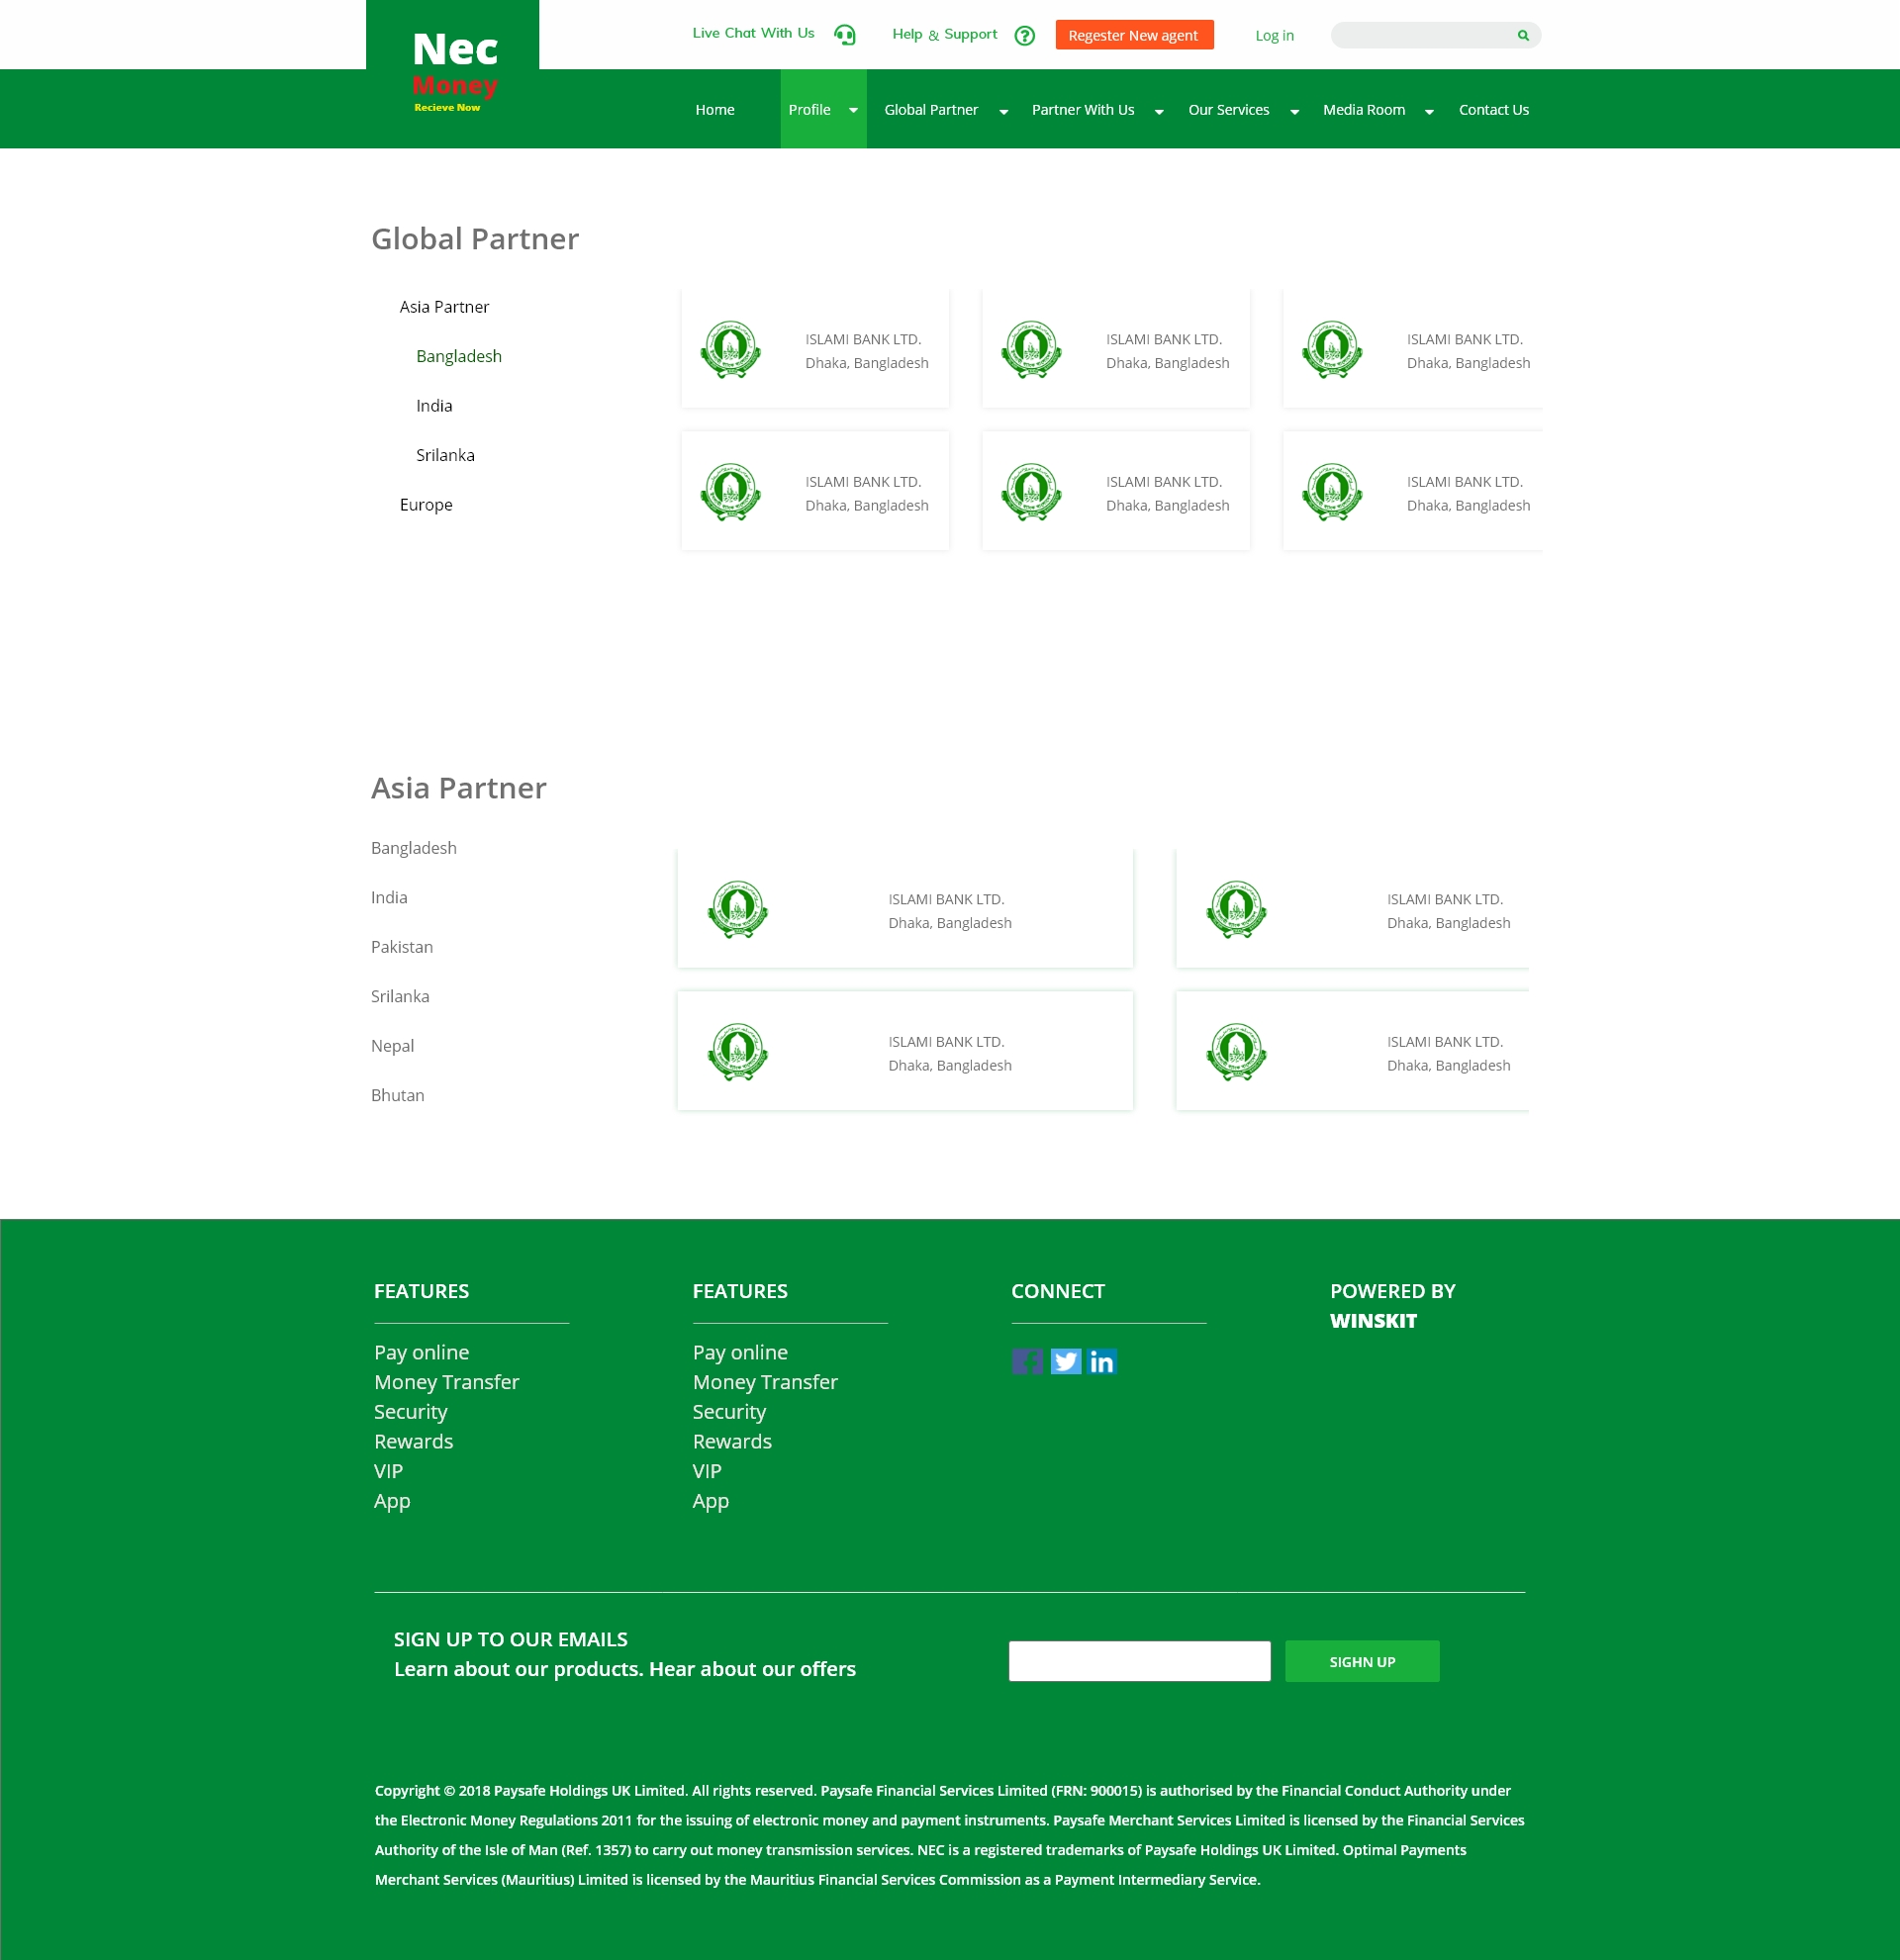 Nec
Money
Recieve Now
Live Chat With Us
Help & Support
Regester New agent
Log in
Home
Profile
Global Partner
Partner With Us
Our Services
Media Room
Contact Us
Global Partner
Asia Partner
Bangladesh
India
Srilanka
Europe
ISLAMI BANK LTD.
Dhaka, Bangladesh
ISLAMI BANK LTD.
Dhaka, Bangladesh
ISLAMI BANK LTD.
Dhaka, Bangladesh
ISLAMI BANK LTD.
Dhaka, Bangladesh
ISLAMI BANK LTD.
Dhaka, Bangladesh
ISLAMI BANK LTD.
Dhaka, Bangladesh
Asia Partner
Bangladesh
India
Pakistan
Srilanka
Nepal
Bhutan
ISLAMI BANK LTD.
Dhaka, Bangladesh
ISLAMI BANK LTD.
Dhaka, Bangladesh
ISLAMI BANK LTD.
Dhaka, Bangladesh
ISLAMI BANK LTD.
Dhaka, Bangladesh
FEATURES
Pay online
Money Transfer
Security
Rewards
VIP
App
FEATURES
Pay online
Money Transfer
Security
Rewards
VIP
App
CONNECT
POWERED BY
WINSKIT
SIGN UP TO OUR EMAILS
Learn about our products. Hear about our offers
SIGHN UP
Copyright © 2018 Paysafe Holdings UK Limited. All rights reserved. Paysafe Financial Services Limited (FRN: 900015) is authorised by the Financial Conduct Authority under
the Electronic Money Regulations 2011 for the issuing of electronic money and payment instruments. Paysafe Merchant Services Limited is licensed by the Financial Services
Authority of the Isle of Man (Ref. 1357) to carry out money transmission services. NEC is a registered trademarks of Paysafe Holdings UK Limited. Optimal Payments
Merchant Services (Mauritius) Limited is licensed by the Mauritius Financial Services Commission as a Payment Intermediary Service.